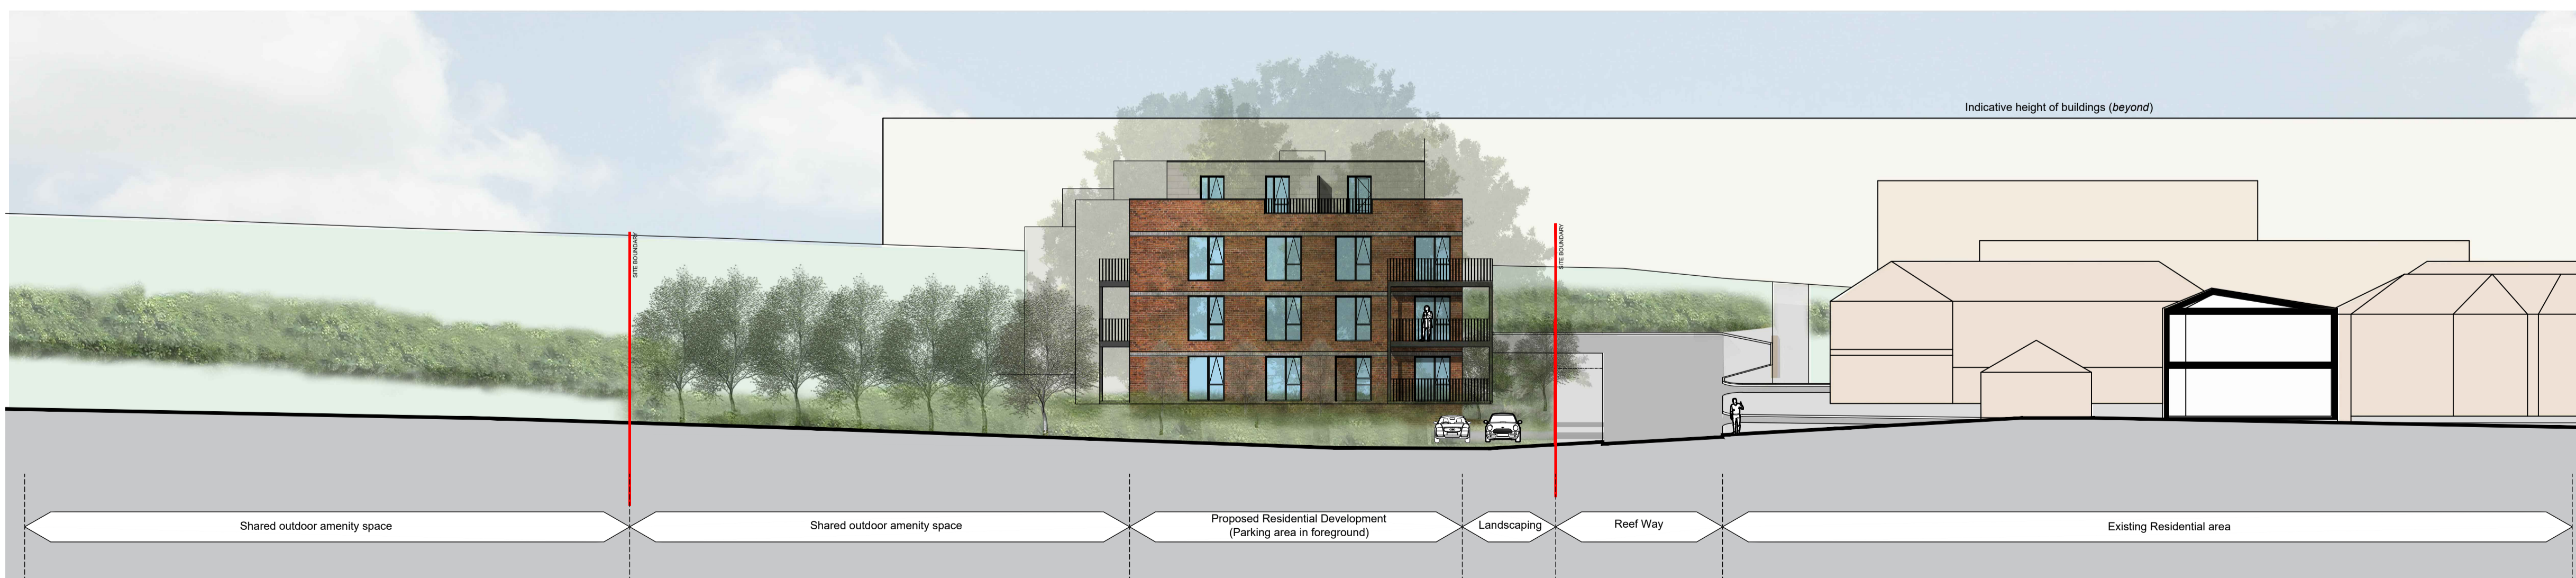 Indicative height of buildings (beyond)
SITE BOUNDARY
SITE BOUNDARY
Shared outdoor amenity space
Shared outdoor amenity space
Proposed Residential Development
(Parking area in foreground)
Landscaping
Reef Way
Existing Residential area